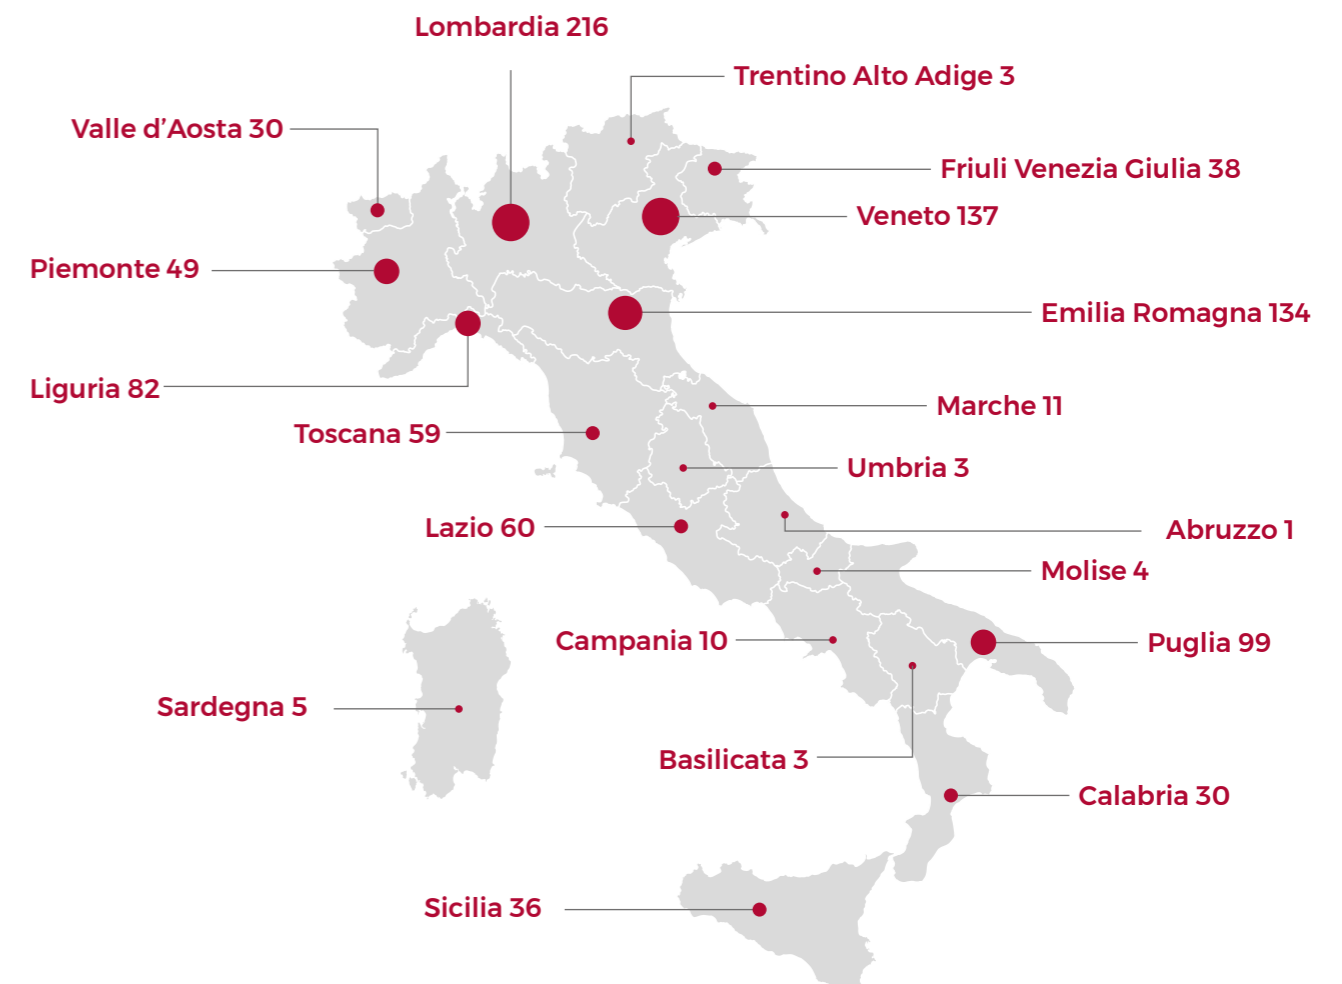 Lombardia 216
Trentino Alto Adige 3
Valle d’Aosta 30
Friuli Venezia Giulia 38
Veneto 137
Piemonte 49
Emilia Romagna 134
Liguria 82
Marche 11
Toscana 59
Umbria 3
Lazio 60
Abruzzo 1
Molise 4
Campania 10
Puglia 99
Sardegna 5
Basilicata 3
Calabria 30
Sicilia 36